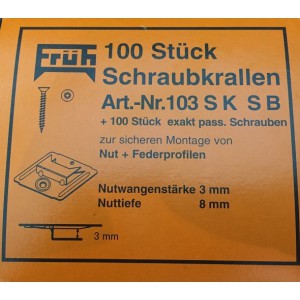 Früh
100 Stück
Schraubkrallen
Art.-Nr.103 S K S B
+ 100 Stück exakt pass. Schrauben
zur sicheren Montage von
Nut + Federprofilen
Nutwangenstärke 3 mm
Nuttiefe 8 mm
3 mm